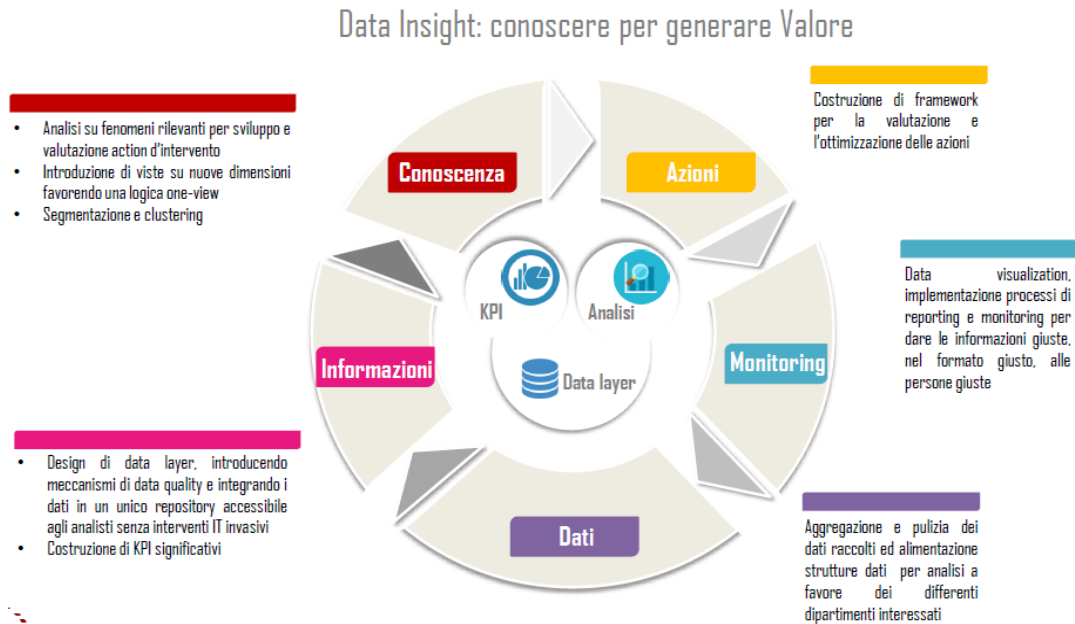 Data Insight: conoscere per generare Valore
• Analisi su fenomeni rilevanti per sviluppo e
valutazione action d'intervento
• Introduzione di viste su nuove dimensioni
favorendo una logica one-view
• Segmentazione e clustering
Costruzione di framework
per la valutazione e
l'ottimizzazione delle azioni
Conoscenza
Azioni
KPI
Analisi
Data layer
Informazioni
Monitoring
Dati
Data visualization,
implementazione processi di
reporting e monitoring per
dare le informazioni giuste,
nel formato giusto, alle
persone giuste
• Design di data layer, introducendo
meccanismi di data quality e integrando i
dati in un unico repository accessibile
agli analisti senza interventi IT invasivi
• Costruzione di KPI significativi
Aggregazione e pulizia dei
dati raccolti ed alimentazione
strutture dati per analisi a
favore dei differenti
dipartimenti interessati